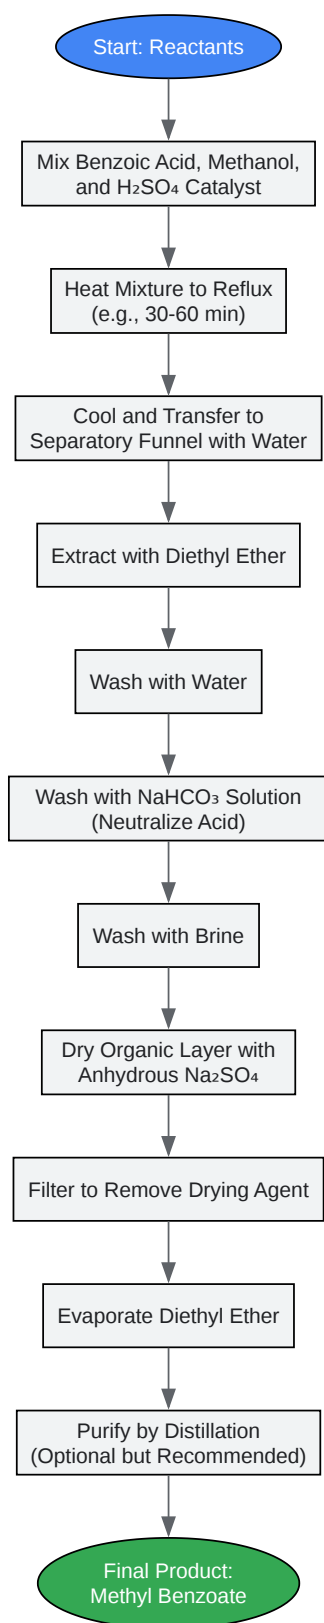 Start: Reactants
Mix Benzoic Acid, Methanol,
and H₂SO₄ Catalyst
Heat Mixture to Reflux
(e.g., 30-60 min)
Cool and Transfer to
Separatory Funnel with Water
Extract with Diethyl Ether
Wash with Water
Wash with NaHCO₃ Solution
(Neutralize Acid)
Wash with Brine
Dry Organic Layer with
Anhydrous Na₂SO₄
Filter to Remove Drying Agent
Evaporate Diethyl Ether
Purify by Distillation
(Optional but Recommended)
Final Product:
Methyl Benzoate